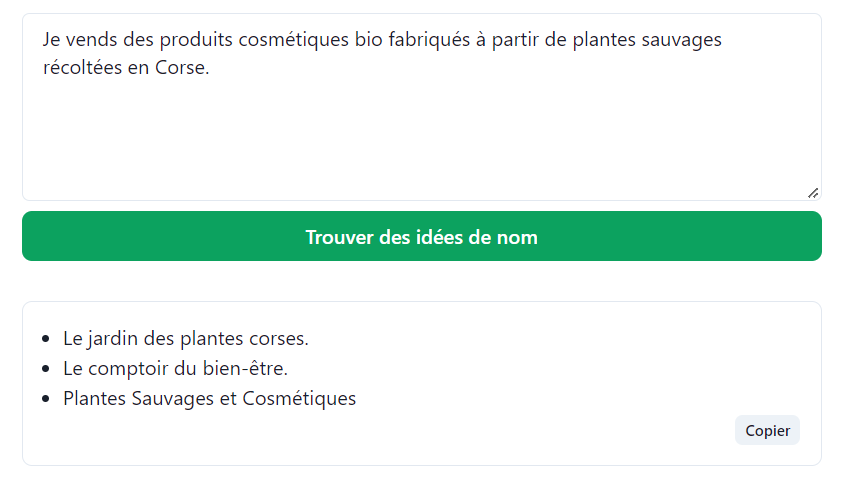 Je vends des produits cosmétiques bio fabriqués à partir de plantes sauvages
récoltées en Corse.
Trouver des idées de nom
Le jardin des plantes corses.
Le comptoir du bien-être.
Plantes Sauvages et Cosmétiques
Copier